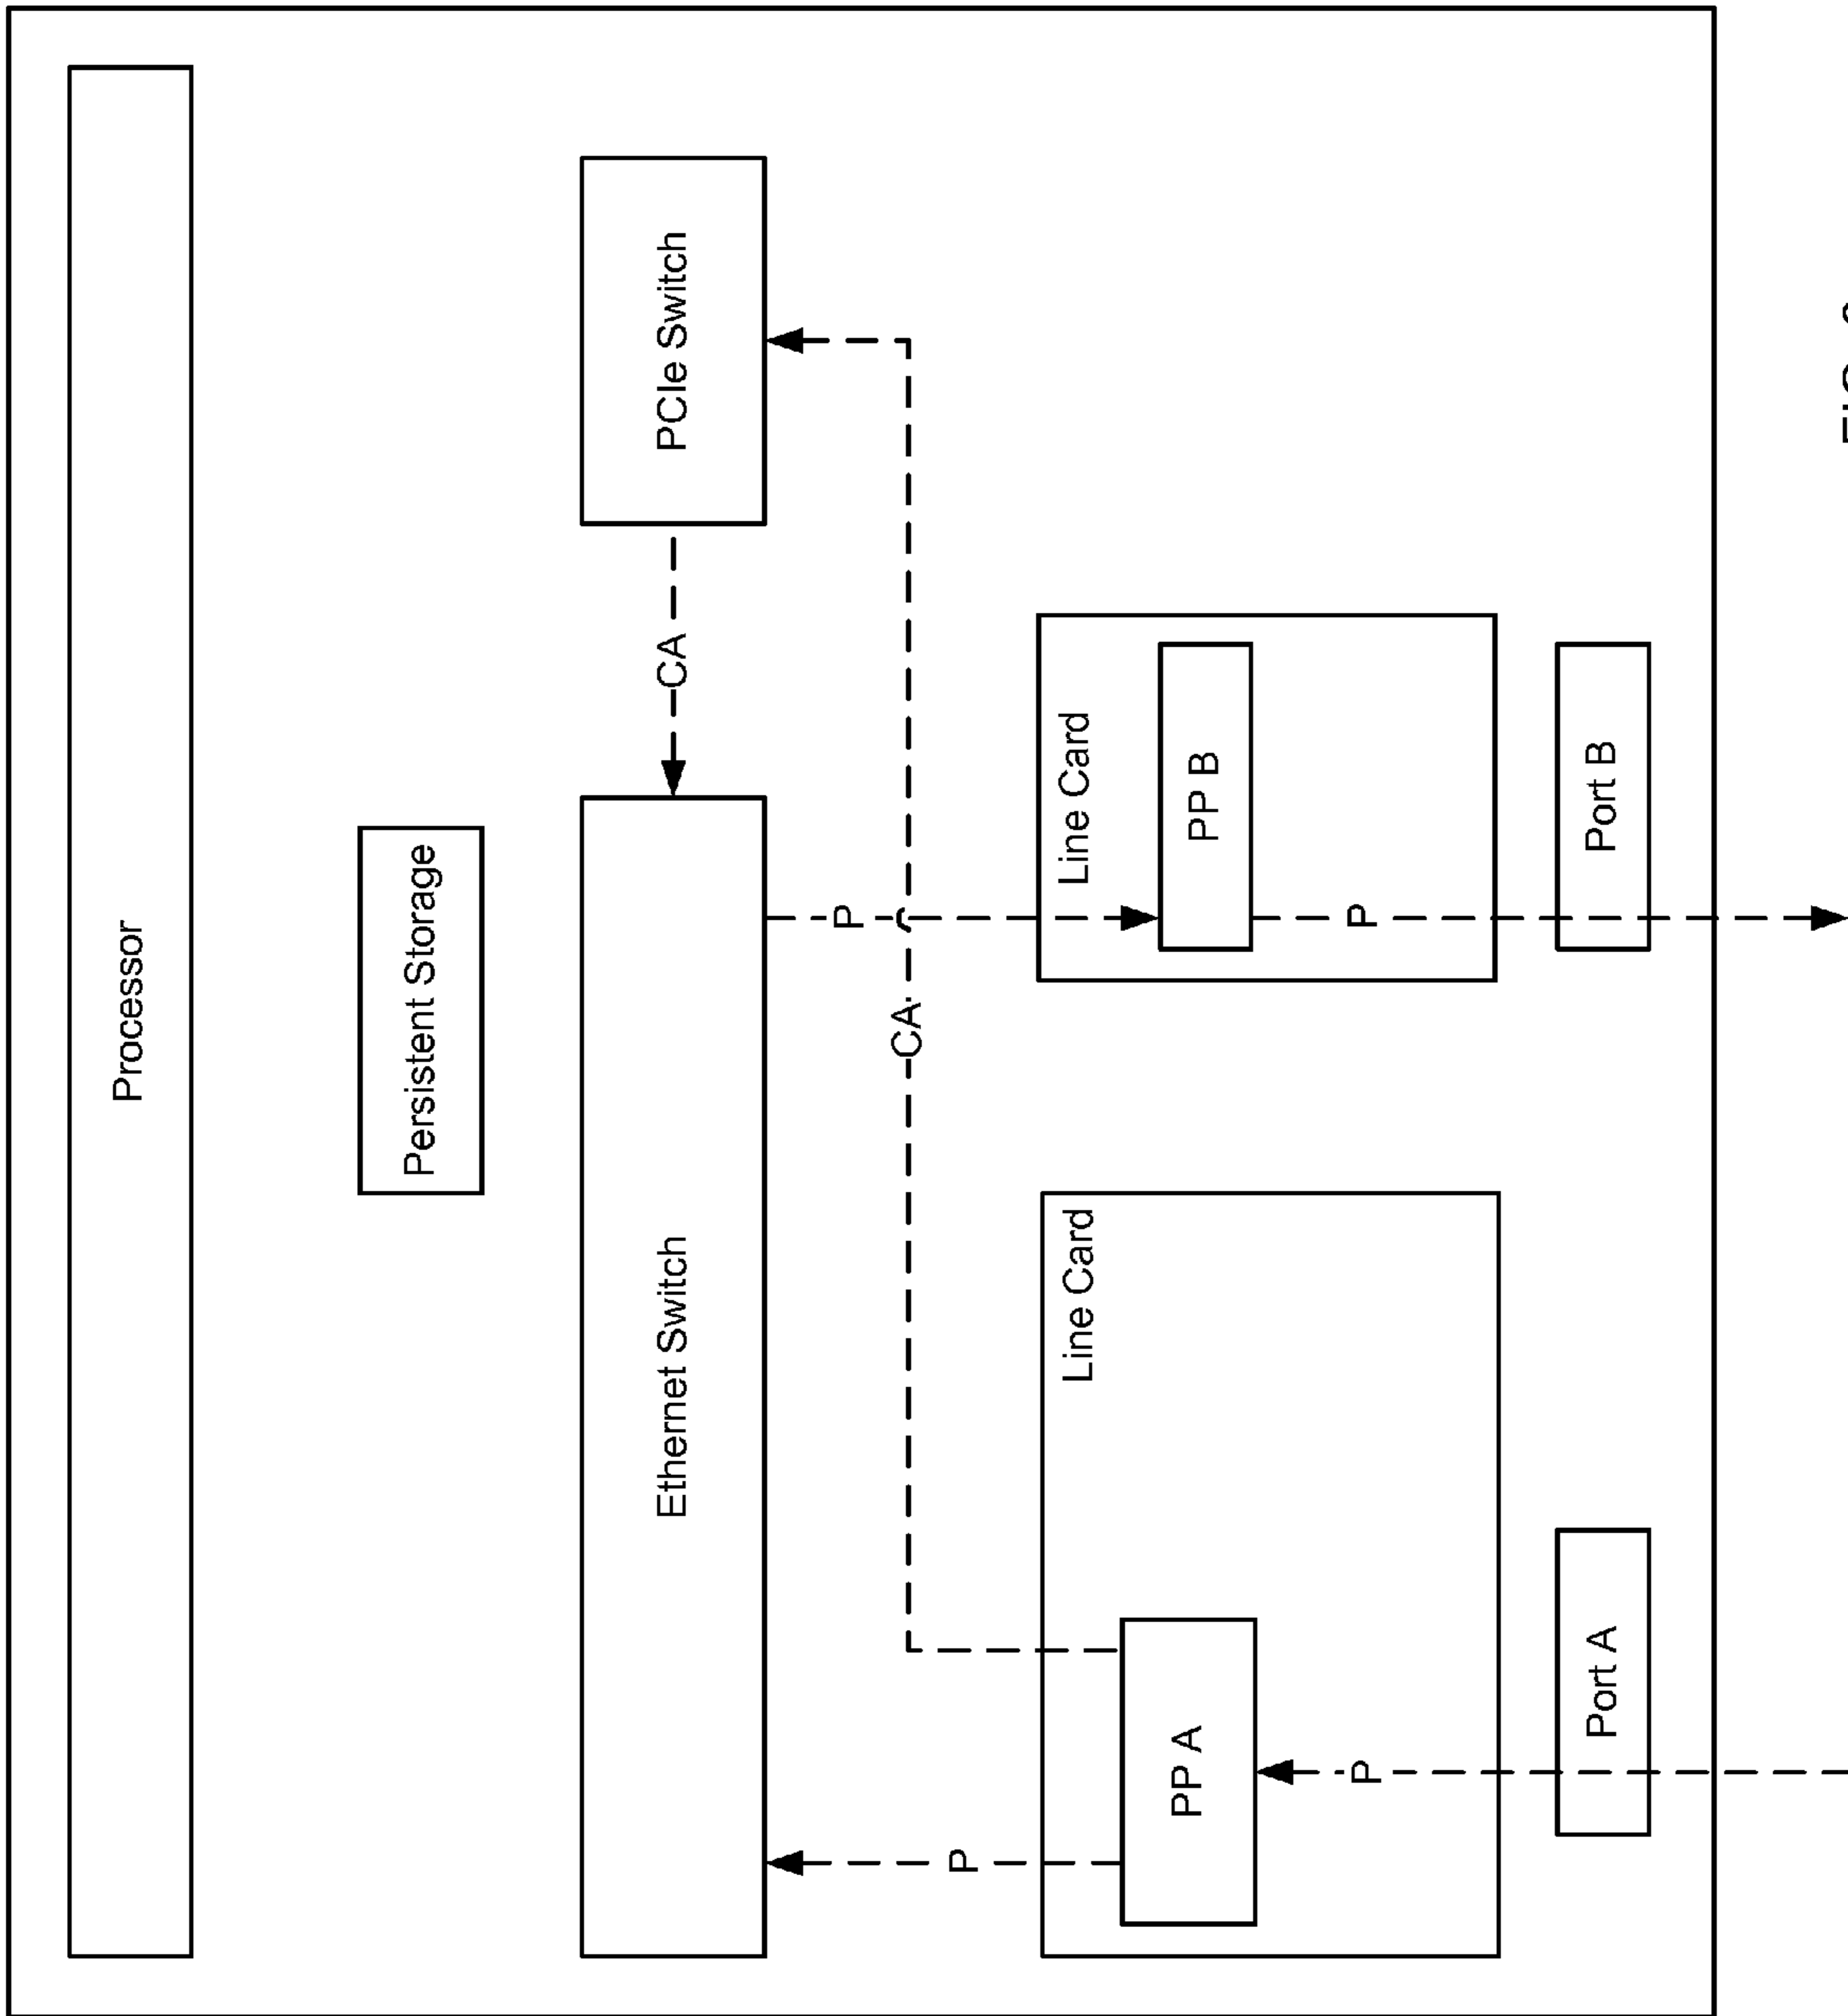 Processor
Persistent Storage
Ethernet Switch
CA
PCIe Switch
P
CA
P
Line Card
Line Card
PP A
PP B
P
P
Port A
Port B